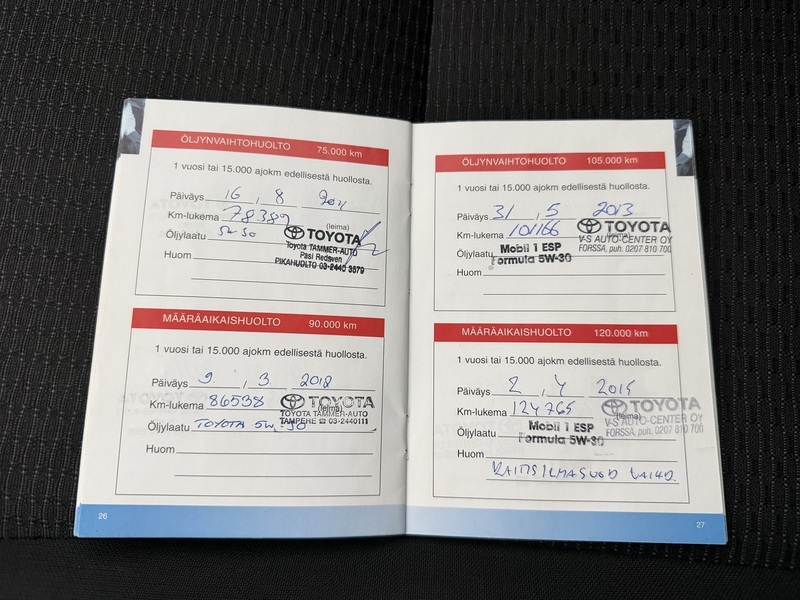 ÖLJYNVAIHTOHUOLTO 75.000 km
1 vuosi tai 15.000 ajokm edellisestä huollosta.
Päiväys 16 8 2011
Km-lukema 78389
(leima)
TOYOTA
Öljylaatu 5W30
Toyota TAMMER-AUTO
Pasi Redsven
PIKAHUOLTO 03-2440 3579
Huom
MÄÄRÄAIKAISHUOLTO 90.000 km
1 vuosi tai 15.000 ajokm edellisestä huollosta.
Päiväys 9. 3. 2012
Km-lukema 86538
TOYOTA
(leima)
TOYOTA TAMMER-AUTO
TAMPERE ☎ 03-2440111
Öljylaatu TOYOTA 5W-30
Huom
26
ÖLJYNVAIHTOHUOLTO 105.000 km
1 vuosi tai 15.000 ajokm edellisestä huollosta.
Päiväys 31 5 2013
Km-lukema 101166
TOYOTA
(leima)
V-S AUTO-CENTER OY
FORSSA, puh. 0207 810 700
Öljylaatu Mobil 1 ESP
Formula 5W-30
Huom
MÄÄRÄAIKAISHUOLTO 120.000 km
1 vuosi tai 15.000 ajokm edellisestä huollosta.
Päiväys 2 4 2015
Km-lukema 124765
TOYOTA
(leima)
V-S AUTO-CENTER OY
FORSSA, puh. 0207 810 700
Öljylaatu Mobil 1 ESP
Formula 5W-30
Huom
RAITISILMASUOD VAIHD.
27